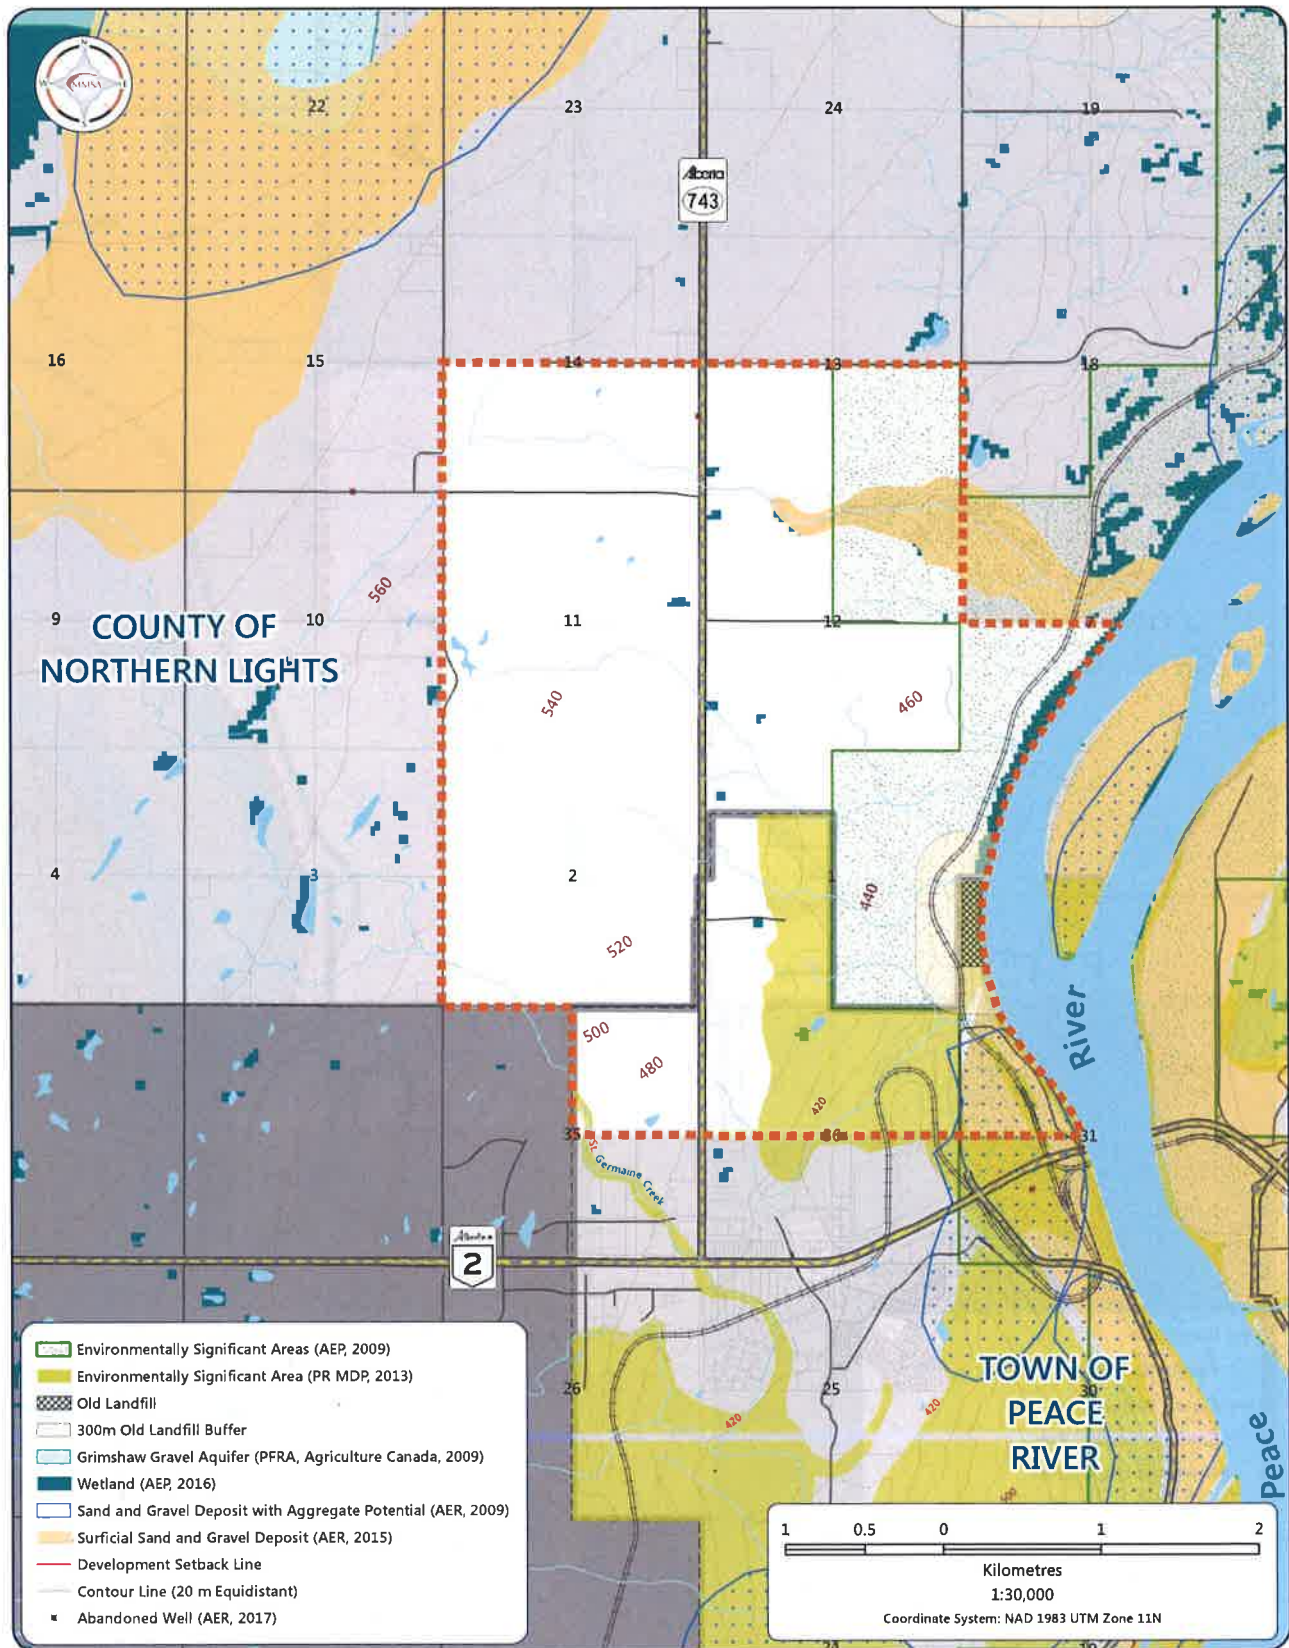 N
W
E
S
22
23
24
19
Alberta
743
16
15
14
13
18
560
9
COUNTY OF
NORTHERN LIGHTS
10
11
12
540
460
4
3
2
1
440
520
500
480
River
420
35
36
31
St. Germaine Creek
Alberta
2
26
25
30
TOWN OF
PEACE
RIVER
420
420
500
Peace
Environmentally Significant Areas (AEP, 2009)
Environmentally Significant Area (PR MDP, 2013)
Old Landfill
300m Old Landfill Buffer
Grimshaw Gravel Aquifer (PFRA, Agriculture Canada, 2009)
Wetland (AEP, 2016)
Sand and Gravel Deposit with Aggregate Potential (AER, 2009)
Surficial Sand and Gravel Deposit (AER, 2015)
Development Setback Line
Contour Line (20 m Equidistant)
Abandoned Well (AER, 2017)
1 0.5 0 1 2
Kilometres
1:30,000
Coordinate System: NAD 1983 UTM Zone 11N